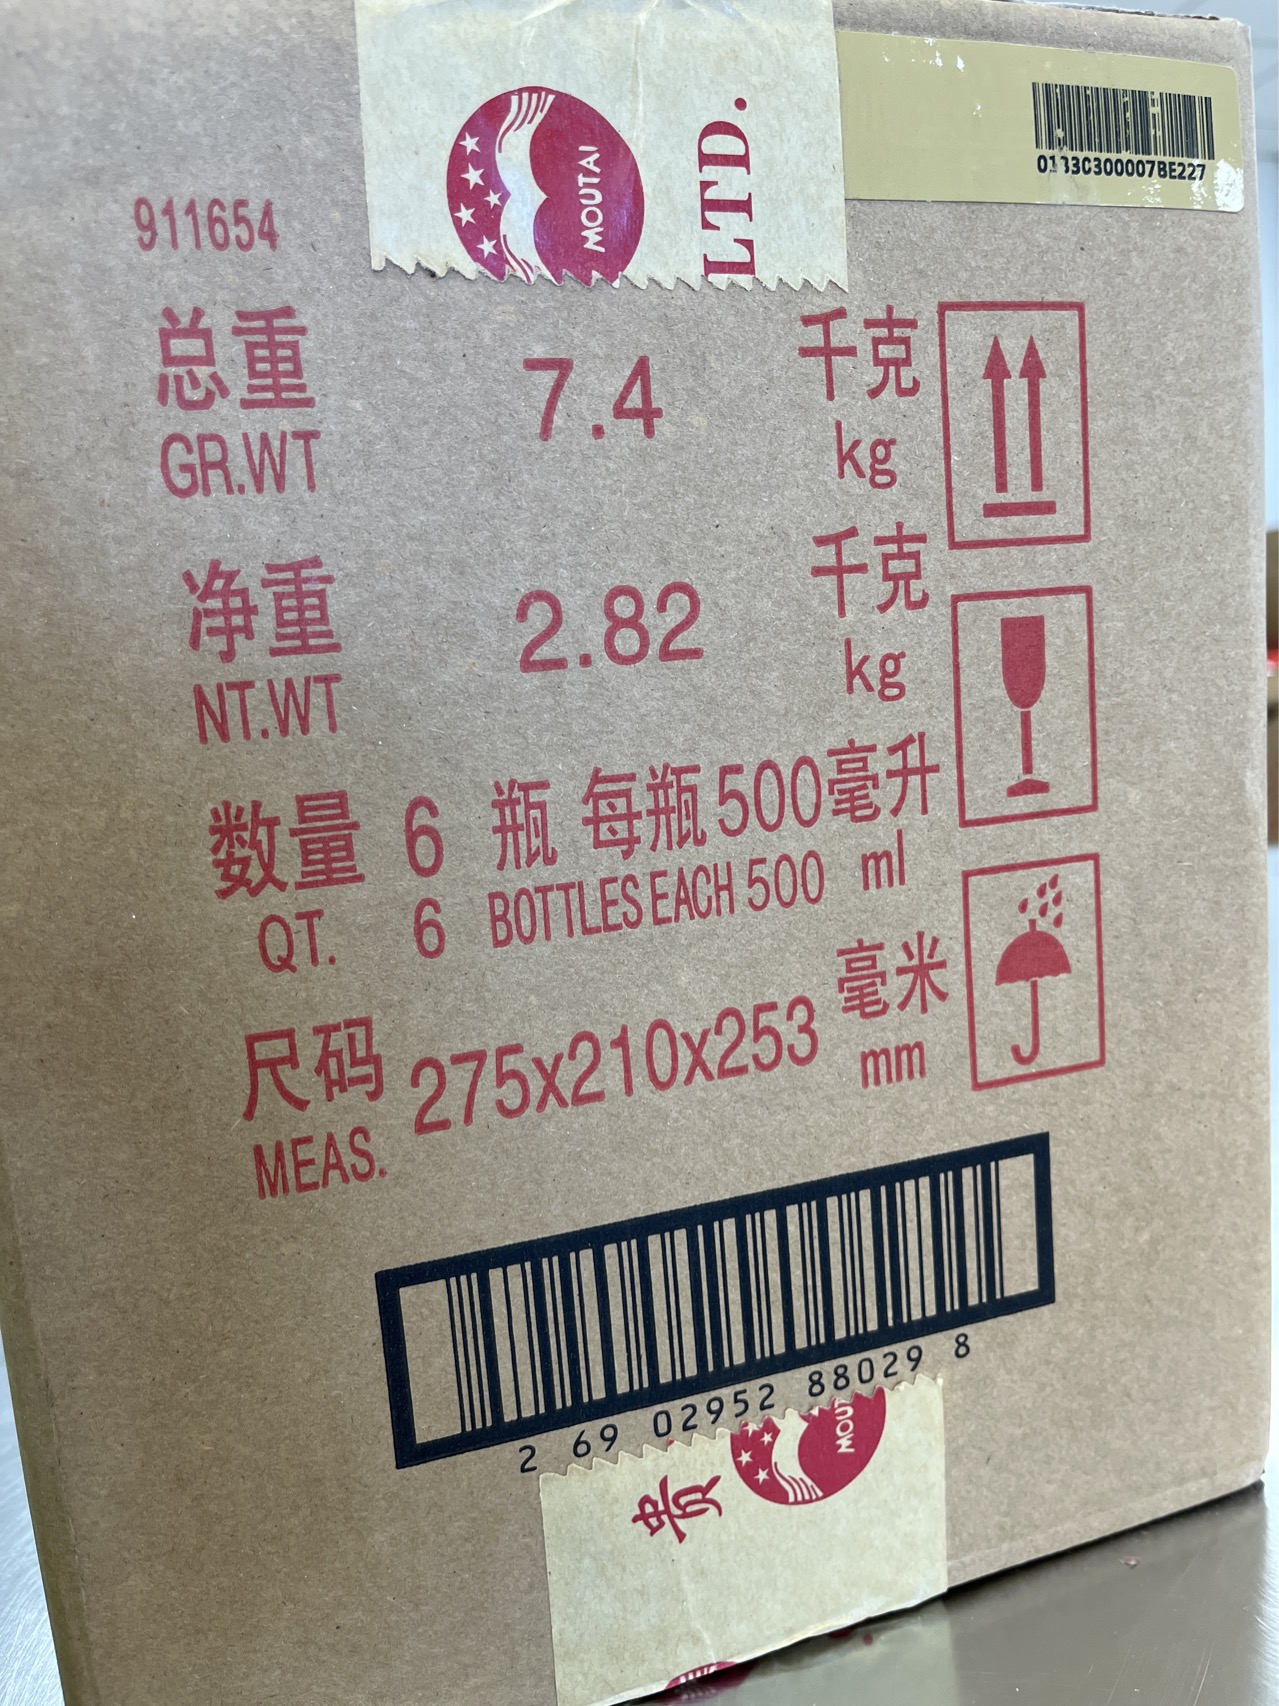 MOUTAI
LTD.
911654
总重 7.4 千克
GR.WT kg
净重 2.82 千克
NT.WT kg
数量 6 瓶 每瓶500毫升
QT. 6 BOTTLES EACH 500 ml
尺码 275x210x253 毫米
MEAS. mm
2 69 02952 88029 8
贵
MOU